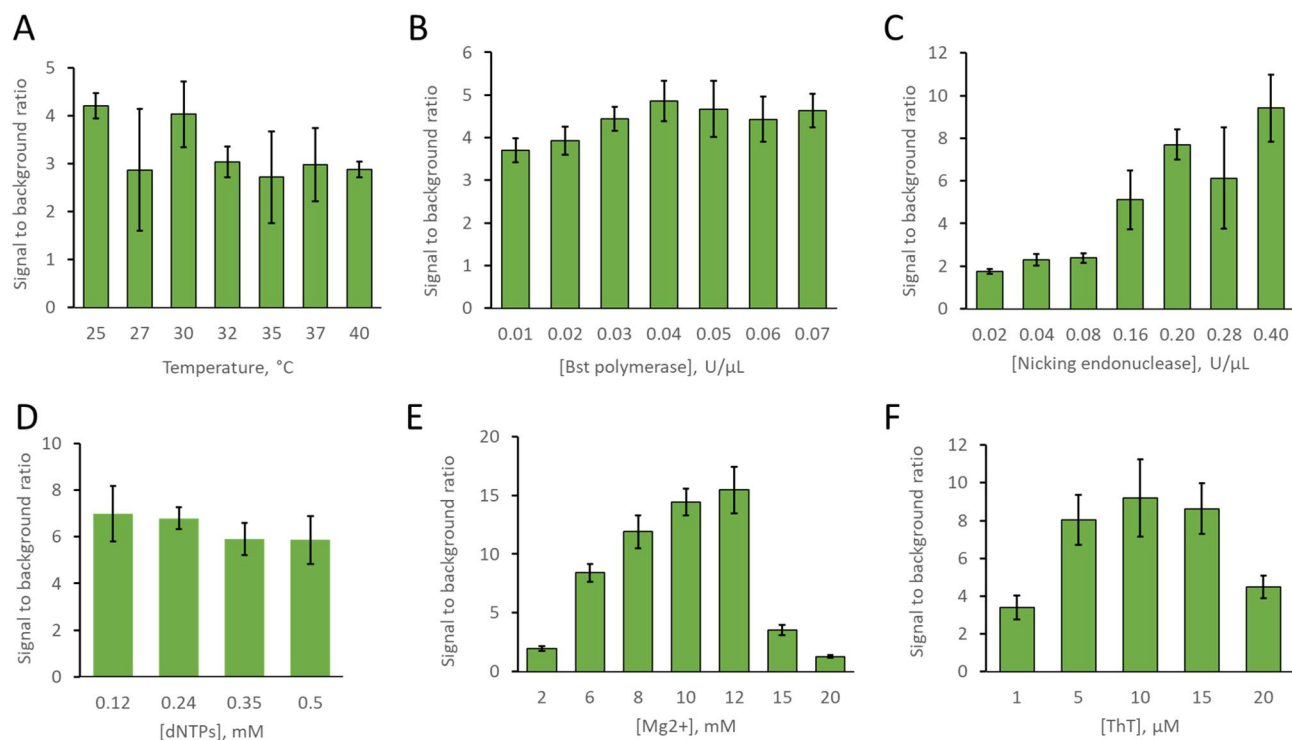 A
Signal to background ratio
5
4
3
2
1
0
25 27 30 32 35 37 40
Temperature, °C
B
Signal to background ratio
6
5
4
3
2
1
0
0.01 0.02 0.03 0.04 0.05 0.06 0.07
[Bst polymerase], U/µL
C
Signal to background ratio
12
10
8
6
4
2
0
0.02 0.04 0.08 0.16 0.20 0.28 0.40
[Nicking endonuclease], U/µL
D
Signal to background ratio
10
8
6
4
2
0
0.12 0.24 0.35 0.5
[dNTPs], mM
E
Signal to background ratio
20
15
10
5
0
2 6 8 10 12 15 20
[Mg2+], mM
F
Signal to background ratio
12
10
8
6
4
2
0
1 5 10 15 20
[ThT], µM